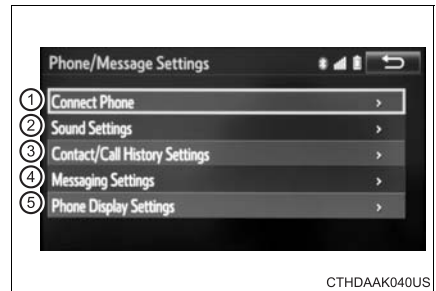 Phone/Message Settings
1 Connect Phone
2 Sound Settings
3 Contact/Call History Settings
4 Messaging Settings
5 Phone Display Settings
CTHDAAK040US